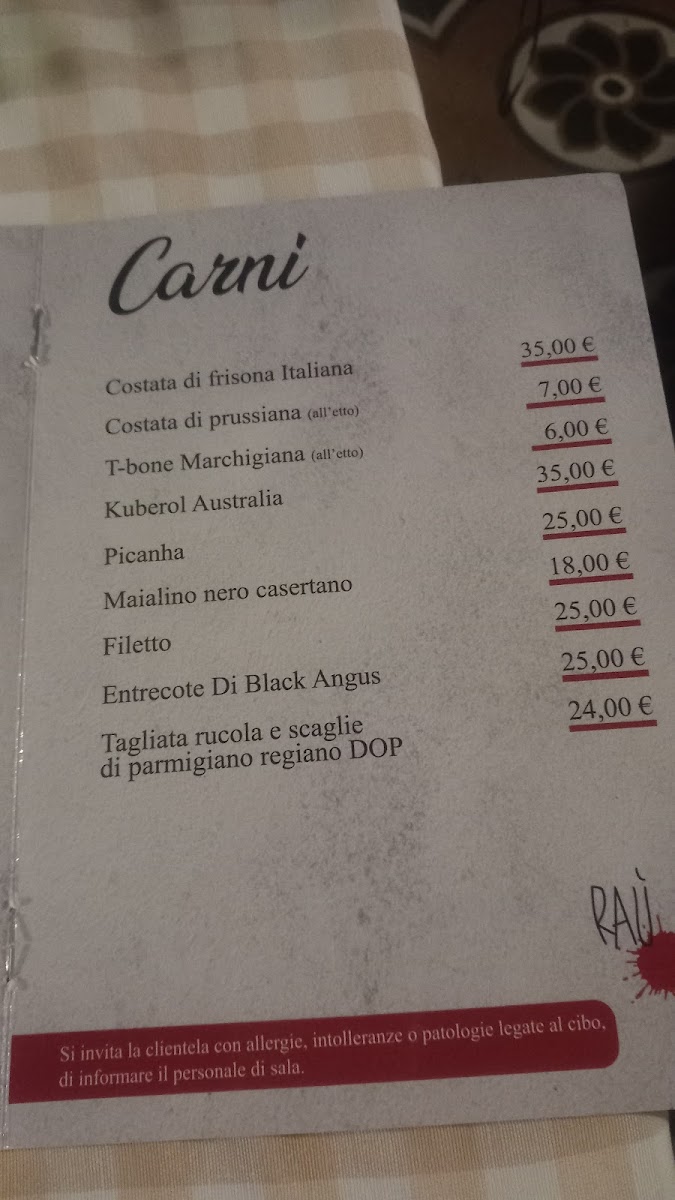 Carni
Costata di frisona Italiana 35,00 €
Costata di prussiana (all'etto) 7,00 €
T-bone Marchigiana (all'etto) 6,00 €
Kuberol Australia 35,00 €
Picanha 25,00 €
Maialino nero casertano 18,00 €
Filetto 25,00 €
Entrecote Di Black Angus 25,00 €
Tagliata rucola e scaglie 24,00 €
di parmigiano regiano DOP
RAÙ
Si invita la clientela con allergie, intolleranze o patologie legate al cibo,
di informare il personale di sala.